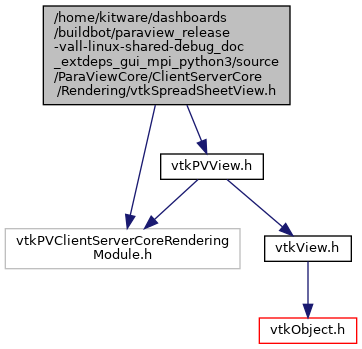 /home/kitware/dashboards
/buildbot/paraview_release
-vall-linux-shared-debug_doc
_extdeps_gui_mpi_python3/source
/ParaViewCore/ClientServerCore
/Rendering/vtkSpreadSheetView.h
vtkPVView.h
vtkPVClientServerCoreRendering
Module.h
vtkView.h
vtkObject.h